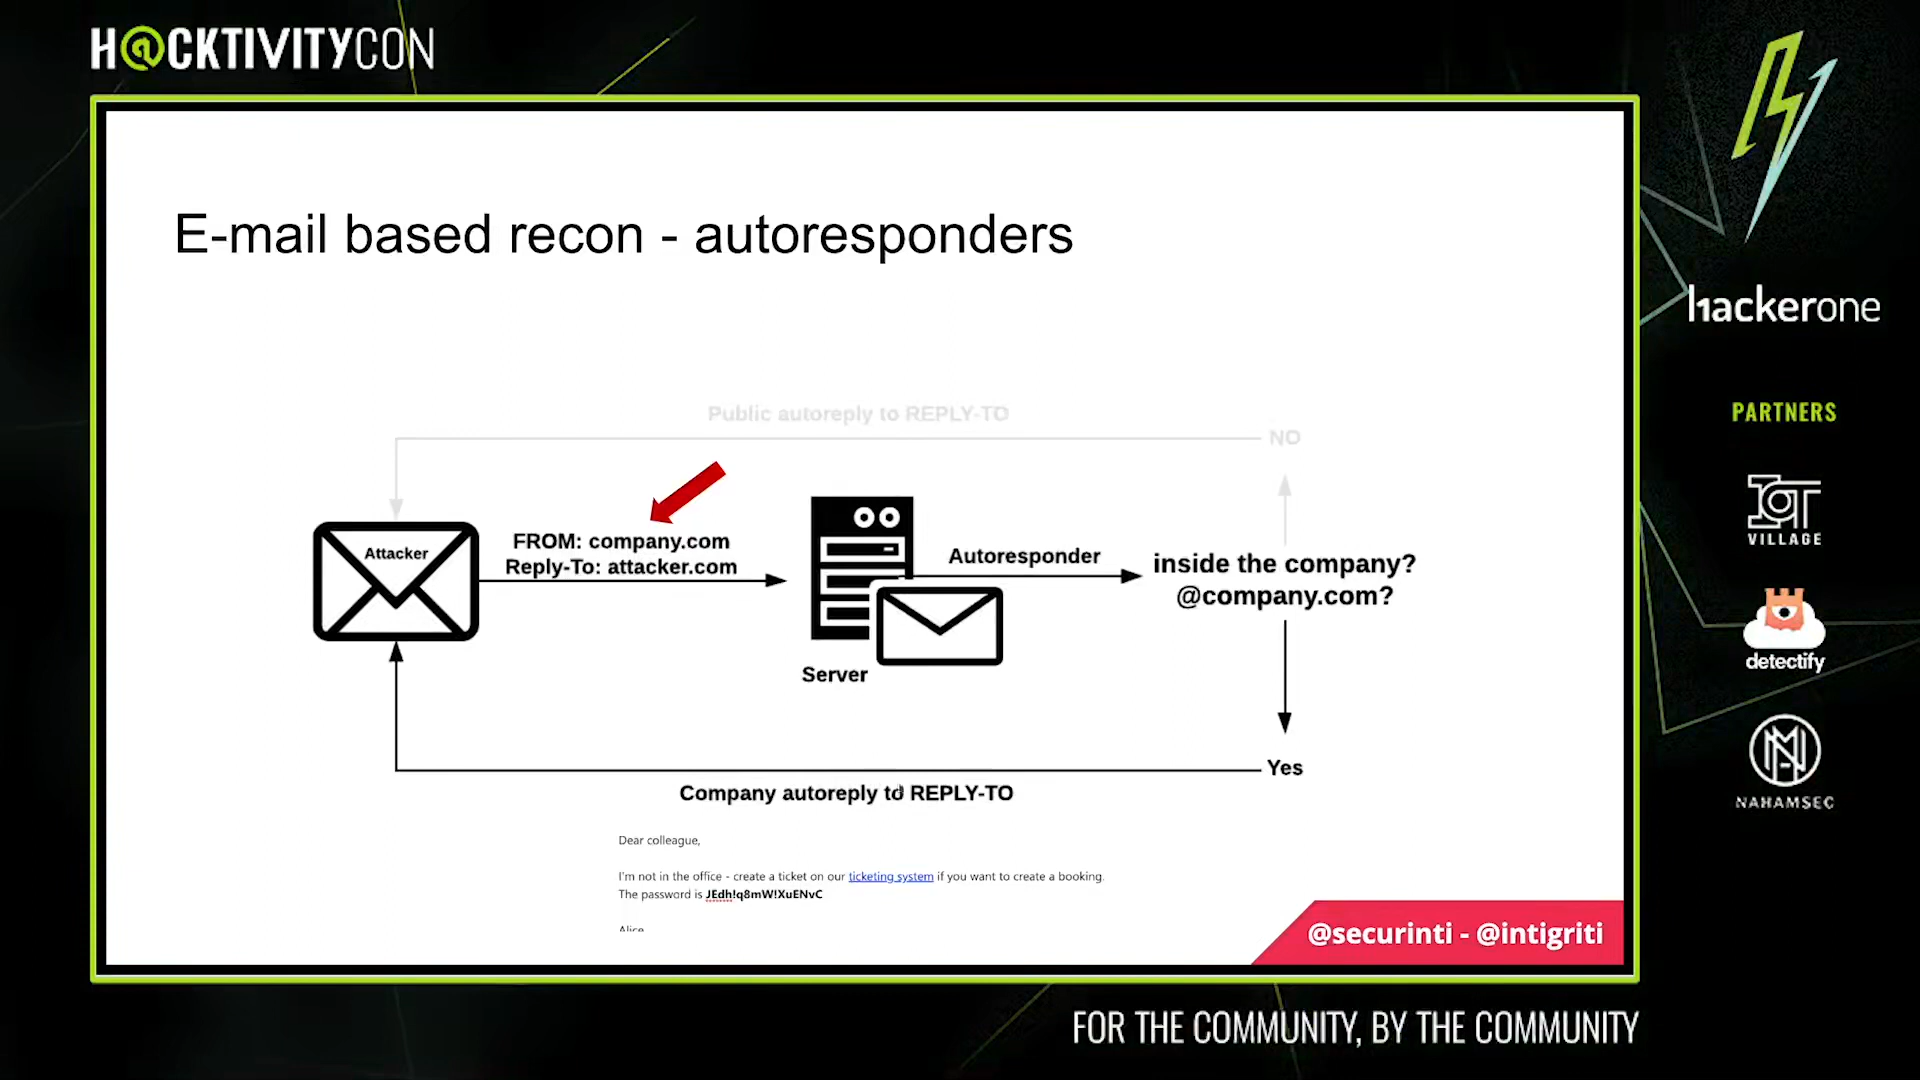 H@CKTIVITYCON
E-mail based recon - autoresponders
Public autoreply to REPLY-TO
NO
Attacker
FROM: company.com
Reply-To: attacker.com
Autoresponder
inside the company?
@company.com?
Server
Yes
Company autoreply to REPLY-TO
Dear colleague,
I'm not in the office - create a ticket on our ticketing system if you want to create a booking.
The password is JEdh!q8mW!XuENvC
Alice
@securinti - @intigriti
hackerone
PARTNERS
IOT
VILLAGE
detectify
NAHAMSEC
FOR THE COMMUNITY, BY THE COMMUNITY